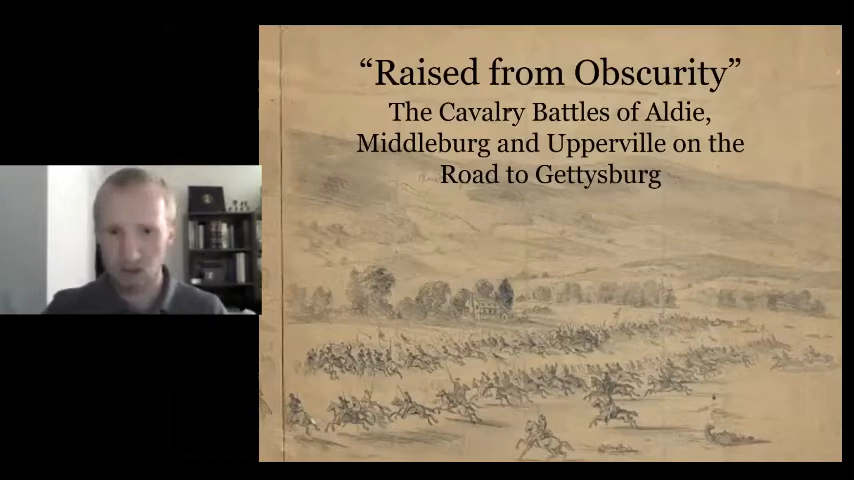 “Raised from Obscurity”
The Cavalry Battles of Aldie,
Middleburg and Upperville on the
Road to Gettysburg